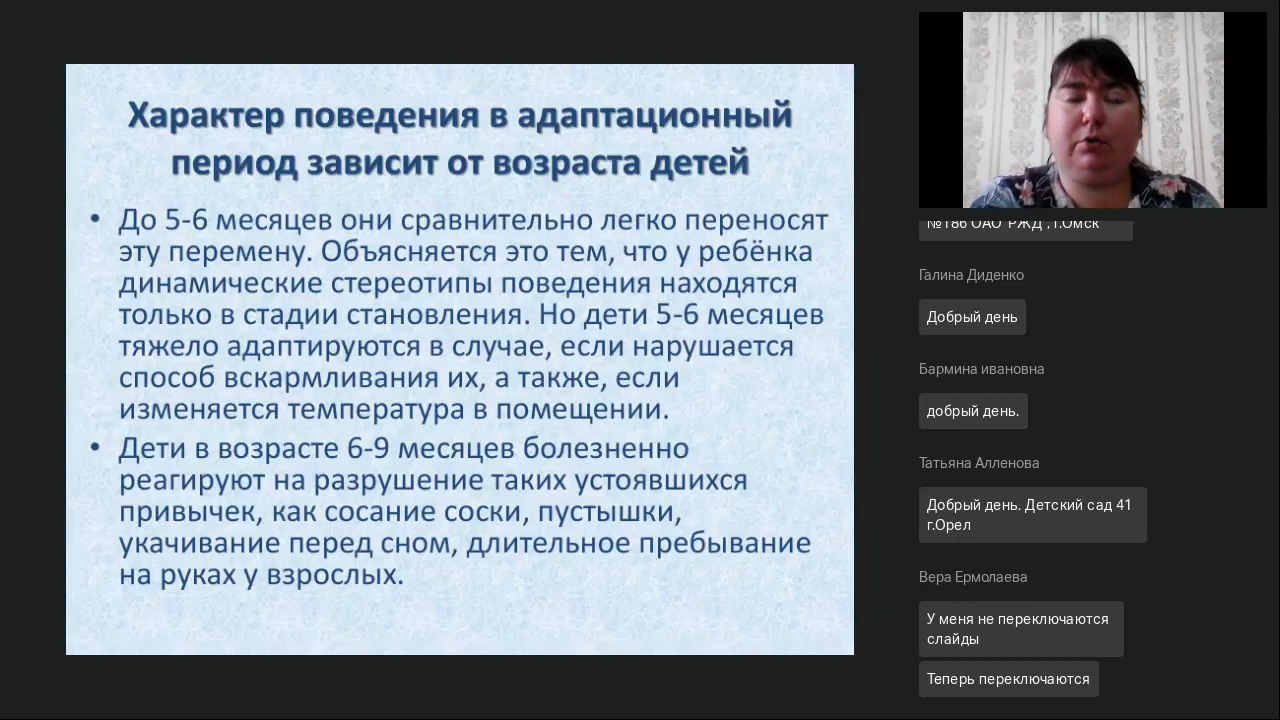 Характер поведения в адаптационный
период зависит от возраста детей
• До 5-6 месяцев они сравнительно легко переносят
эту перемену. Объясняется это тем, что у ребёнка
динамические стереотипы поведения находятся
только в стадии становления. Но дети 5-6 месяцев
тяжело адаптируются в случае, если нарушается
способ вскармливания их, а также, если
изменяется температура в помещении.
• Дети в возрасте 6-9 месяцев болезненно
реагируют на разрушение таких устоявшихся
привычек, как сосание соски, пустышки,
укачивание перед сном, длительное пребывание
на руках у взрослых.
№186 ОАО "РЖД", г.Омск
Галина Диденко
Добрый день
Бармина ивановна
добрый день.
Татьяна Алленова
Добрый день. Детский сад 41
г.Орел
Вера Ермолаева
У меня не переключаются
слайды
Теперь переключаются